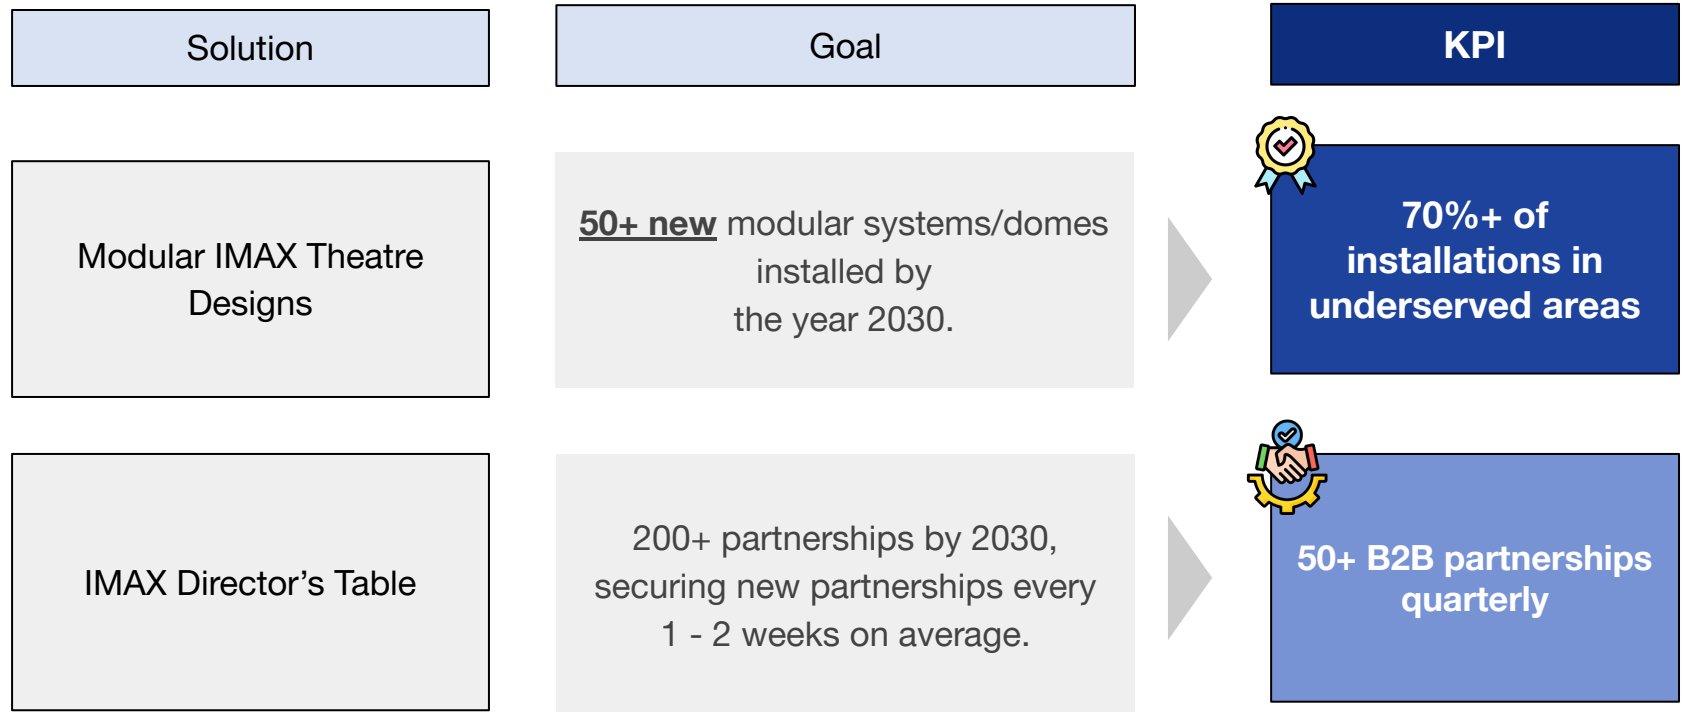 Solution
Goal
KPI
Modular IMAX Theatre
Designs
50+ new modular systems/domes
installed by
the year 2030.
70%+ of
installations in
underserved areas
IMAX Director’s Table
200+ partnerships by 2030,
securing new partnerships every
1 - 2 weeks on average.
50+ B2B partnerships
quarterly